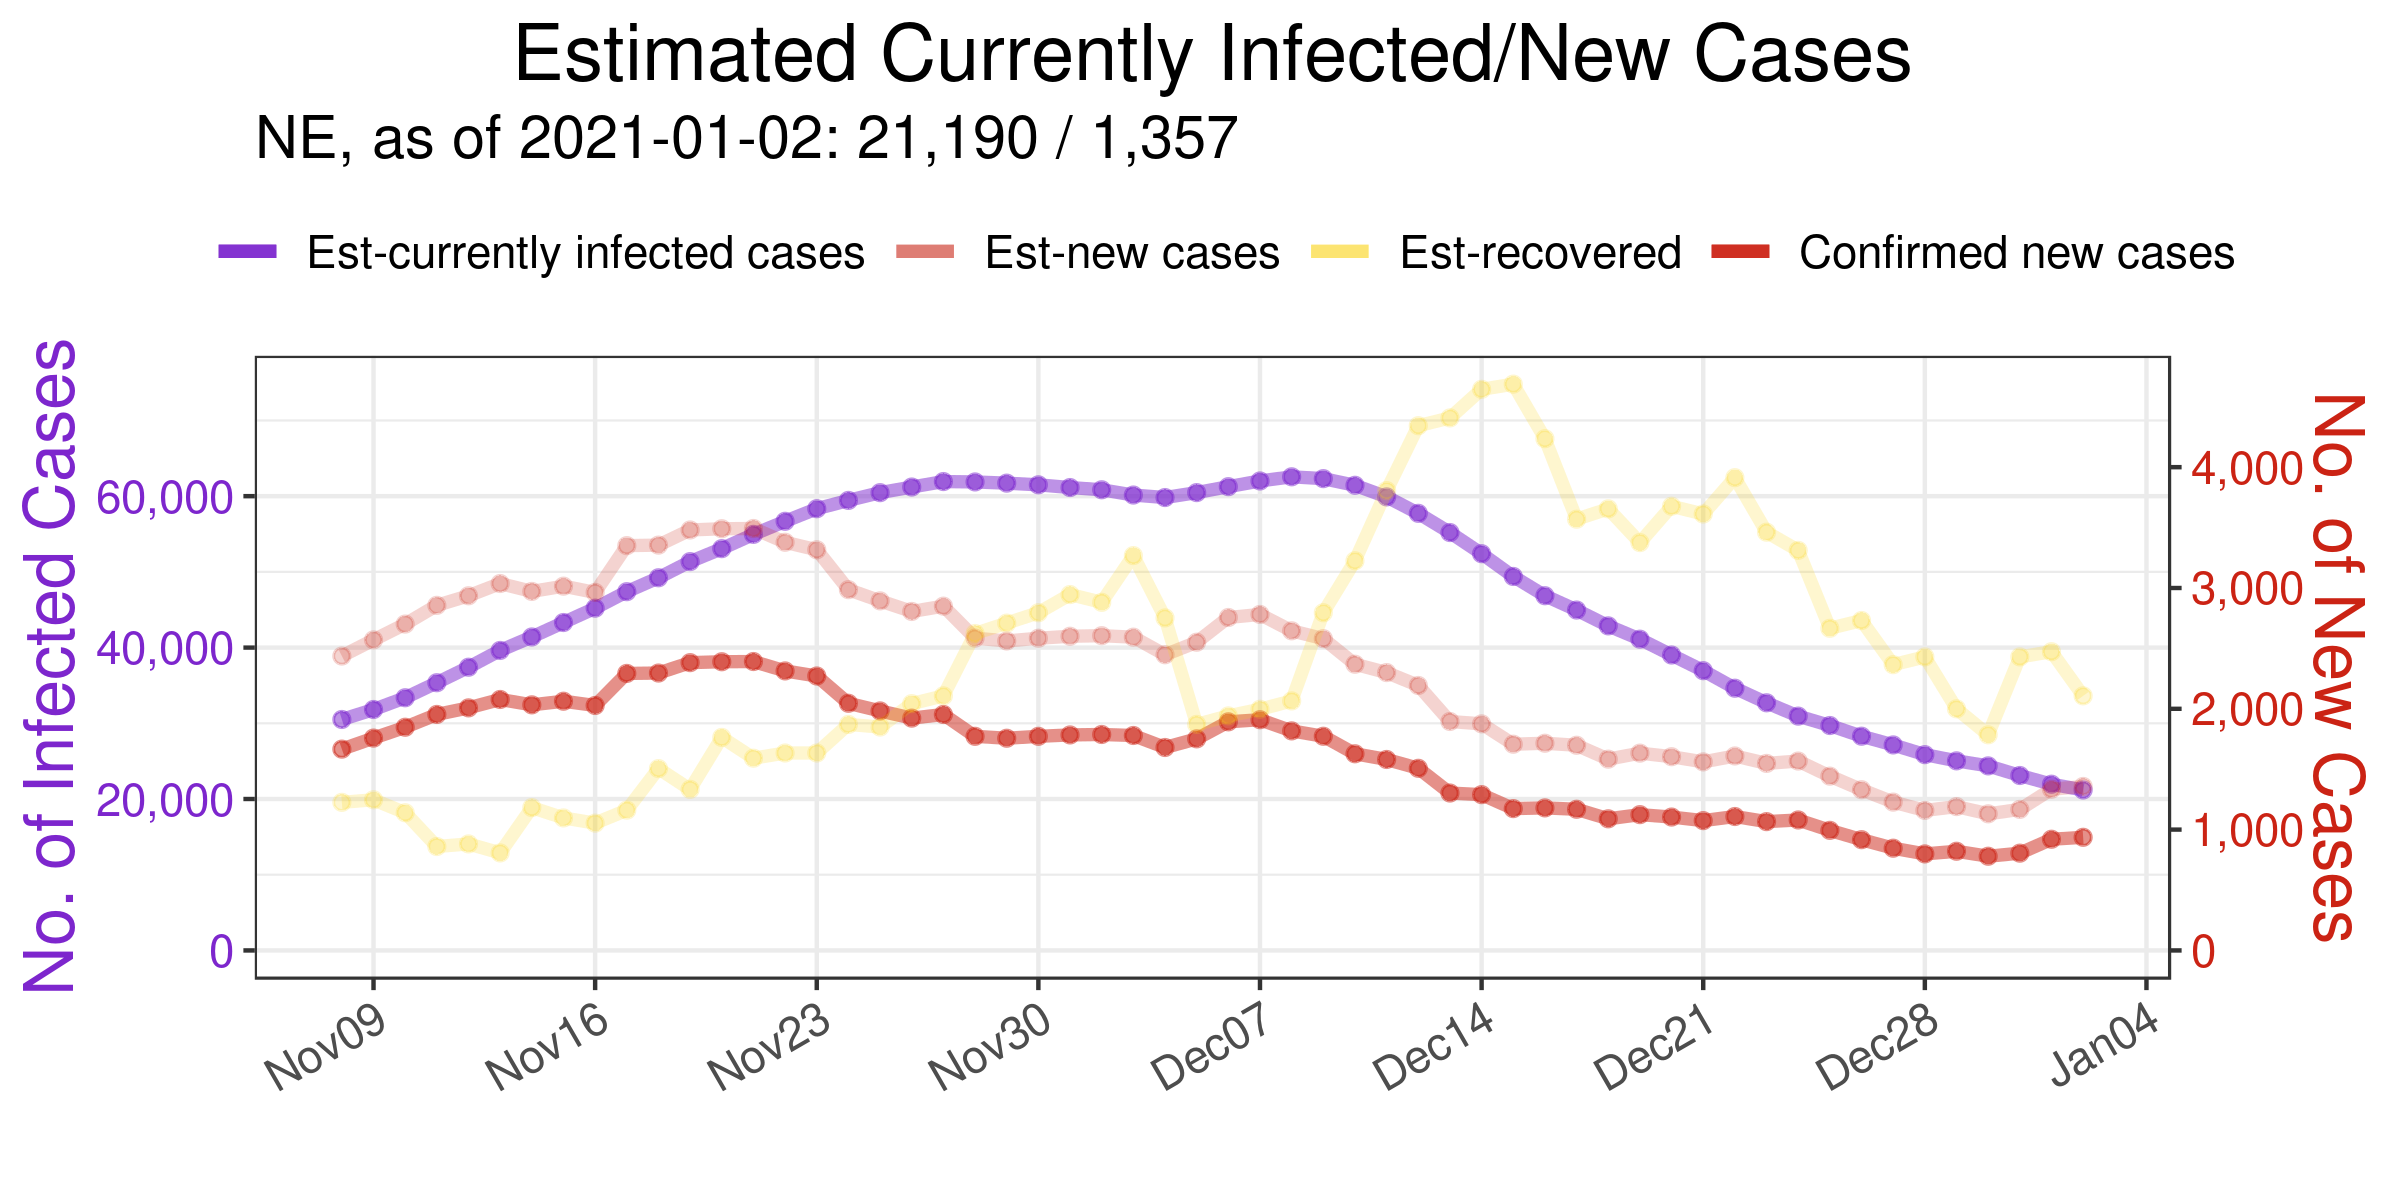 Estimated Currently Infected/New Cases
NE, as of 2021-01-02: 21,190 / 1,357
Est-currently infected cases Est-new cases Est-recovered Confirmed new cases
No. of Infected Cases
60,000
40,000
20,000
0
4,000
3,000
2,000
1,000
0
No. of New Cases
Nov09 Nov16 Nov23 Nov30 Dec07 Dec14 Dec21 Dec28 Jan04